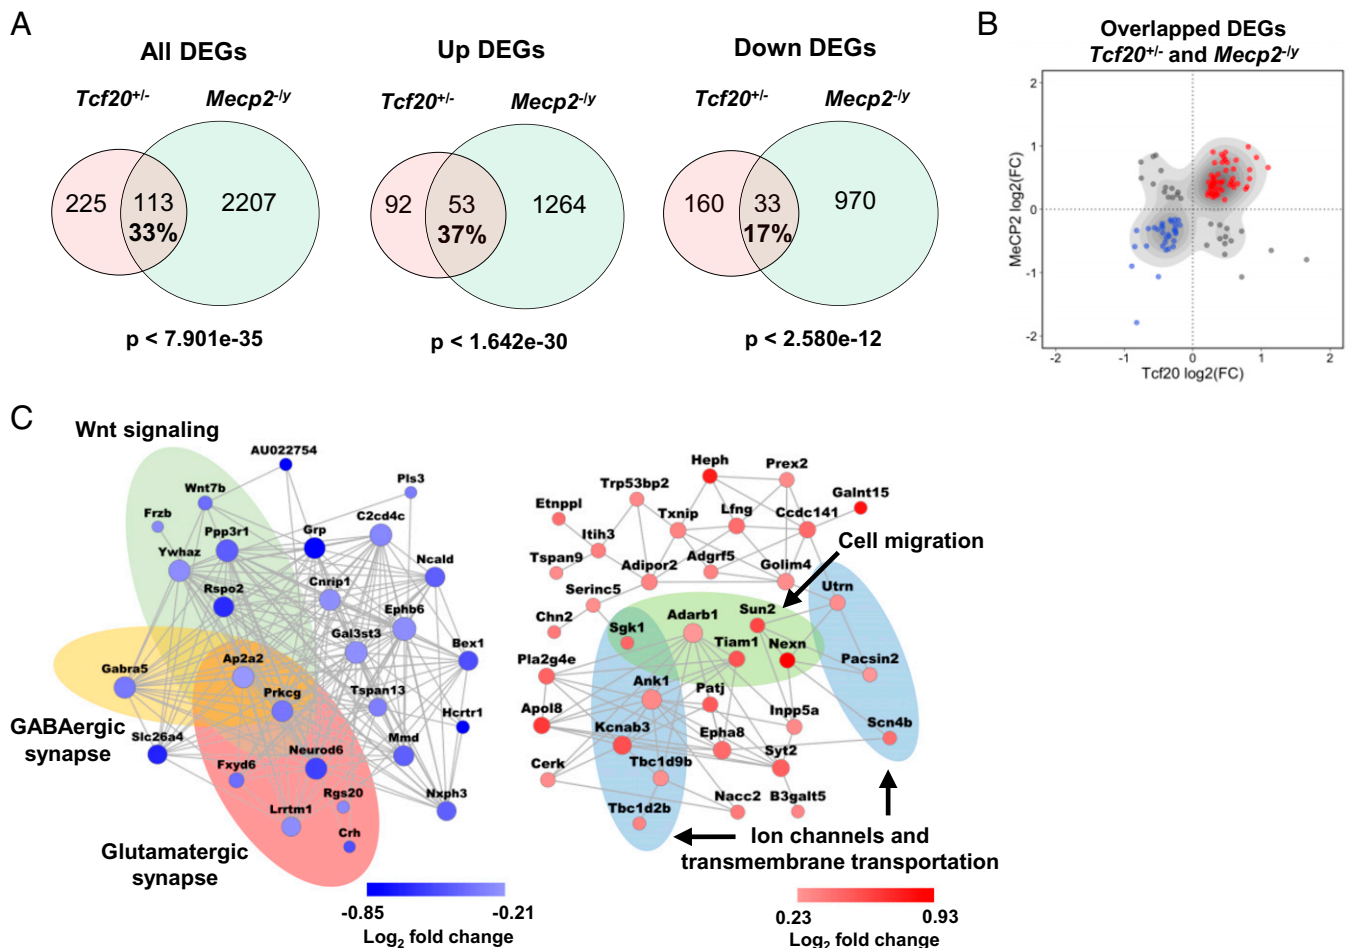 A
All DEGs
Tcf20+/-
Mecp2-/y
225
113
33%
2207
p < 7.901e-35
Up DEGs
Tcf20+/-
Mecp2-/y
92
53
37%
1264
p < 1.642e-30
Down DEGs
Tcf20+/-
Mecp2-/y
160
33
17%
970
p < 2.580e-12
B
Overlapped DEGs
Tcf20+/- and Mecp2-/y
MeCP2 log2(FC)
2
1
0
-1
-2
-2
-1
0
1
2
Tcf20 log2(FC)
C
Wnt signaling
AU022754
Pls3
Wnt7b
Frzb
Ppp3r1
Grp
C2cd4c
Ywhaz
Ncald
Rspo2
Cnrip1
Ephb6
Gal3st3
Bex1
Gabra5
Ap2a2
Prkcg
Tspan13
GABAergic
synapse
Hcrtr1
Slc26a4
Mmd
Neurod6
Fxyd6
Rgs20
Nxph3
Lrrtm1
Crh
Glutamatergic
synapse
-0.85
-0.21
Log2 fold change
Heph
Prex2
Trp53bp2
Galnt15
Etnppl
Txnip
Lfng
Ccdc141
Itih3
Cell migration
Tspan9
Adipor2
Adgrf5
Golim4
Serinc5
Utrn
Chn2
Adarb1
Sun2
Sgk1
Tiam1
Nexn
Pla2g4e
Pacsin2
Ank1
Patj
Apol8
Inpp5a
Scn4b
Kcnab3
Epha8
Syt2
Cerk
Tbc1d9b
Nacc2
B3galt5
Tbc1d2b
Ion channels and
transmembrane transportation
0.23
0.93
Log2 fold change